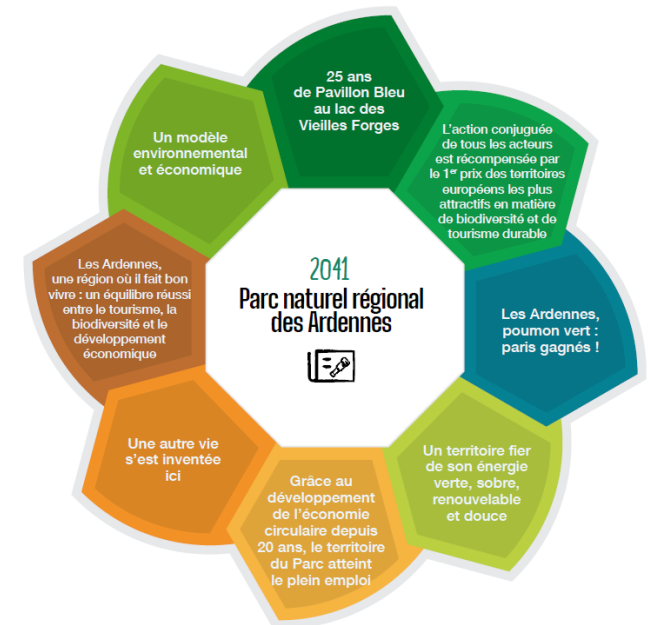 25 ans
de Pavillon Bleu
au lac des
Vieilles Forges
L'action conjuguée
de tous les acteurs
est récompensée par
le 1er prix des territoires
européens les plus
attractifs en matière
de biodiversité et de
tourisme durable
Les Ardennes,
poumon vert :
paris gagnés !
Un territoire fier
de son énergie
verte, sobre,
renouvelable
et douce
Grâce au
développement
de l'économie
circulaire depuis
20 ans, le territoire
du Parc atteint
le plein emploi
Une autre vie
s'est inventée
ici
Les Ardennes,
une région où il fait bon
vivre : un équilibre réussi
entre le tourisme, la
biodiversité et le
développement
économique
Un modèle
environnemental
et économique
2041
Parc naturel régional
des Ardennes